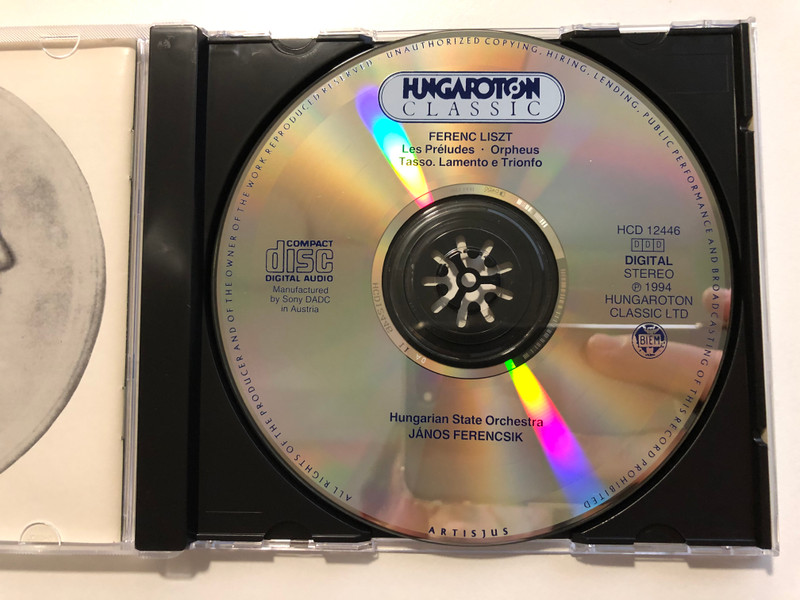 ALL RIGHTS OF THE PRODUCER AND OF THE OWNER OF THE WORK REPRODUCED RESERVED UNAUTHORIZED COPYING, HIRING, LENDING, PUBLIC PERFORMANCE AND BROADCASTING OF THIS RECORD PROHIBITED
HUNGAROTON
CLASSIC
FERENC LISZT
Les Préludes · Orpheus
Tasso. Lamento e Trionfo
COMPACT
disc
DIGITAL AUDIO
Manufactured
by Sony DADC
in Austria
HCD 12446
DDD
DIGITAL
STEREO
℗ 1994
HUNGAROTON
CLASSIC LTD
BIEM
Hungarian State Orchestra
JÁNOS FERENCSIK
ARTISJUS